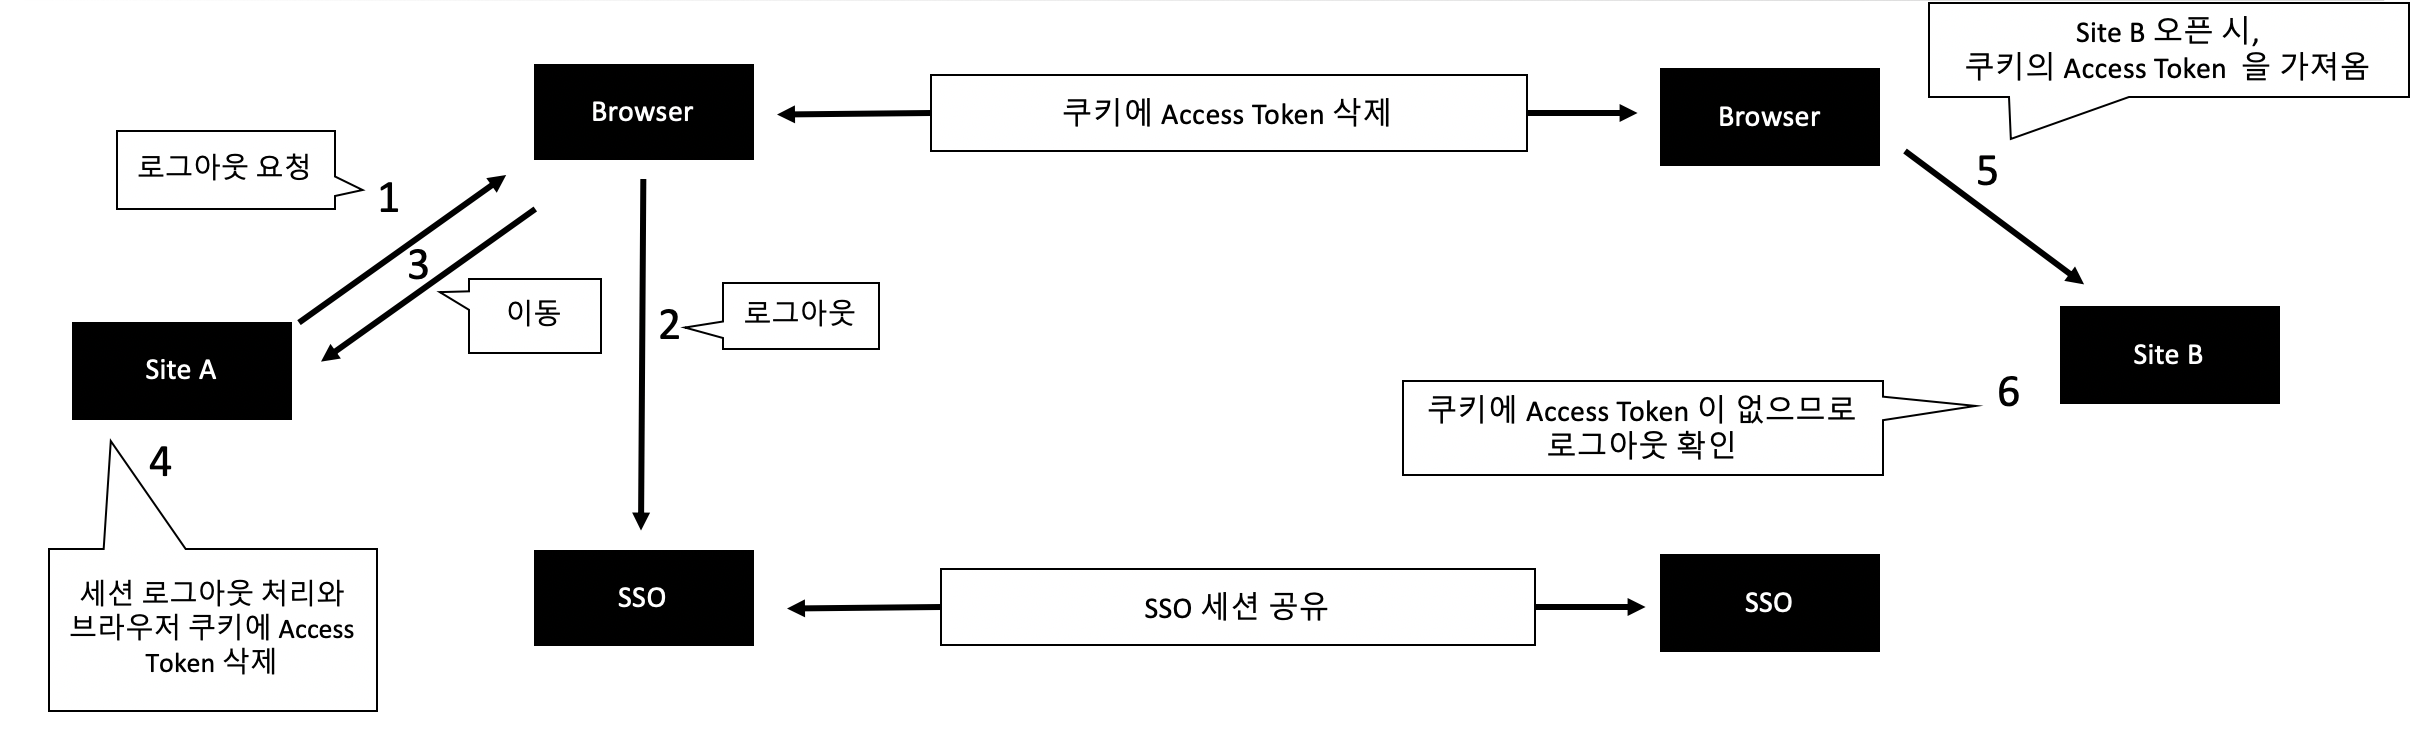 Site B 오픈 시,
쿠키의 Access Token 을 가져옴
Browser
쿠키에 Access Token 삭제
Browser
로그아웃 요청
1
5
3
이동
2
로그아웃
Site A
Site B
6
쿠키에 Access Token 이 없으므로
로그아웃 확인
4
세션 로그아웃 처리와
브라우저 쿠키에 Access
Token 삭제
SSO
SSO 세션 공유
SSO